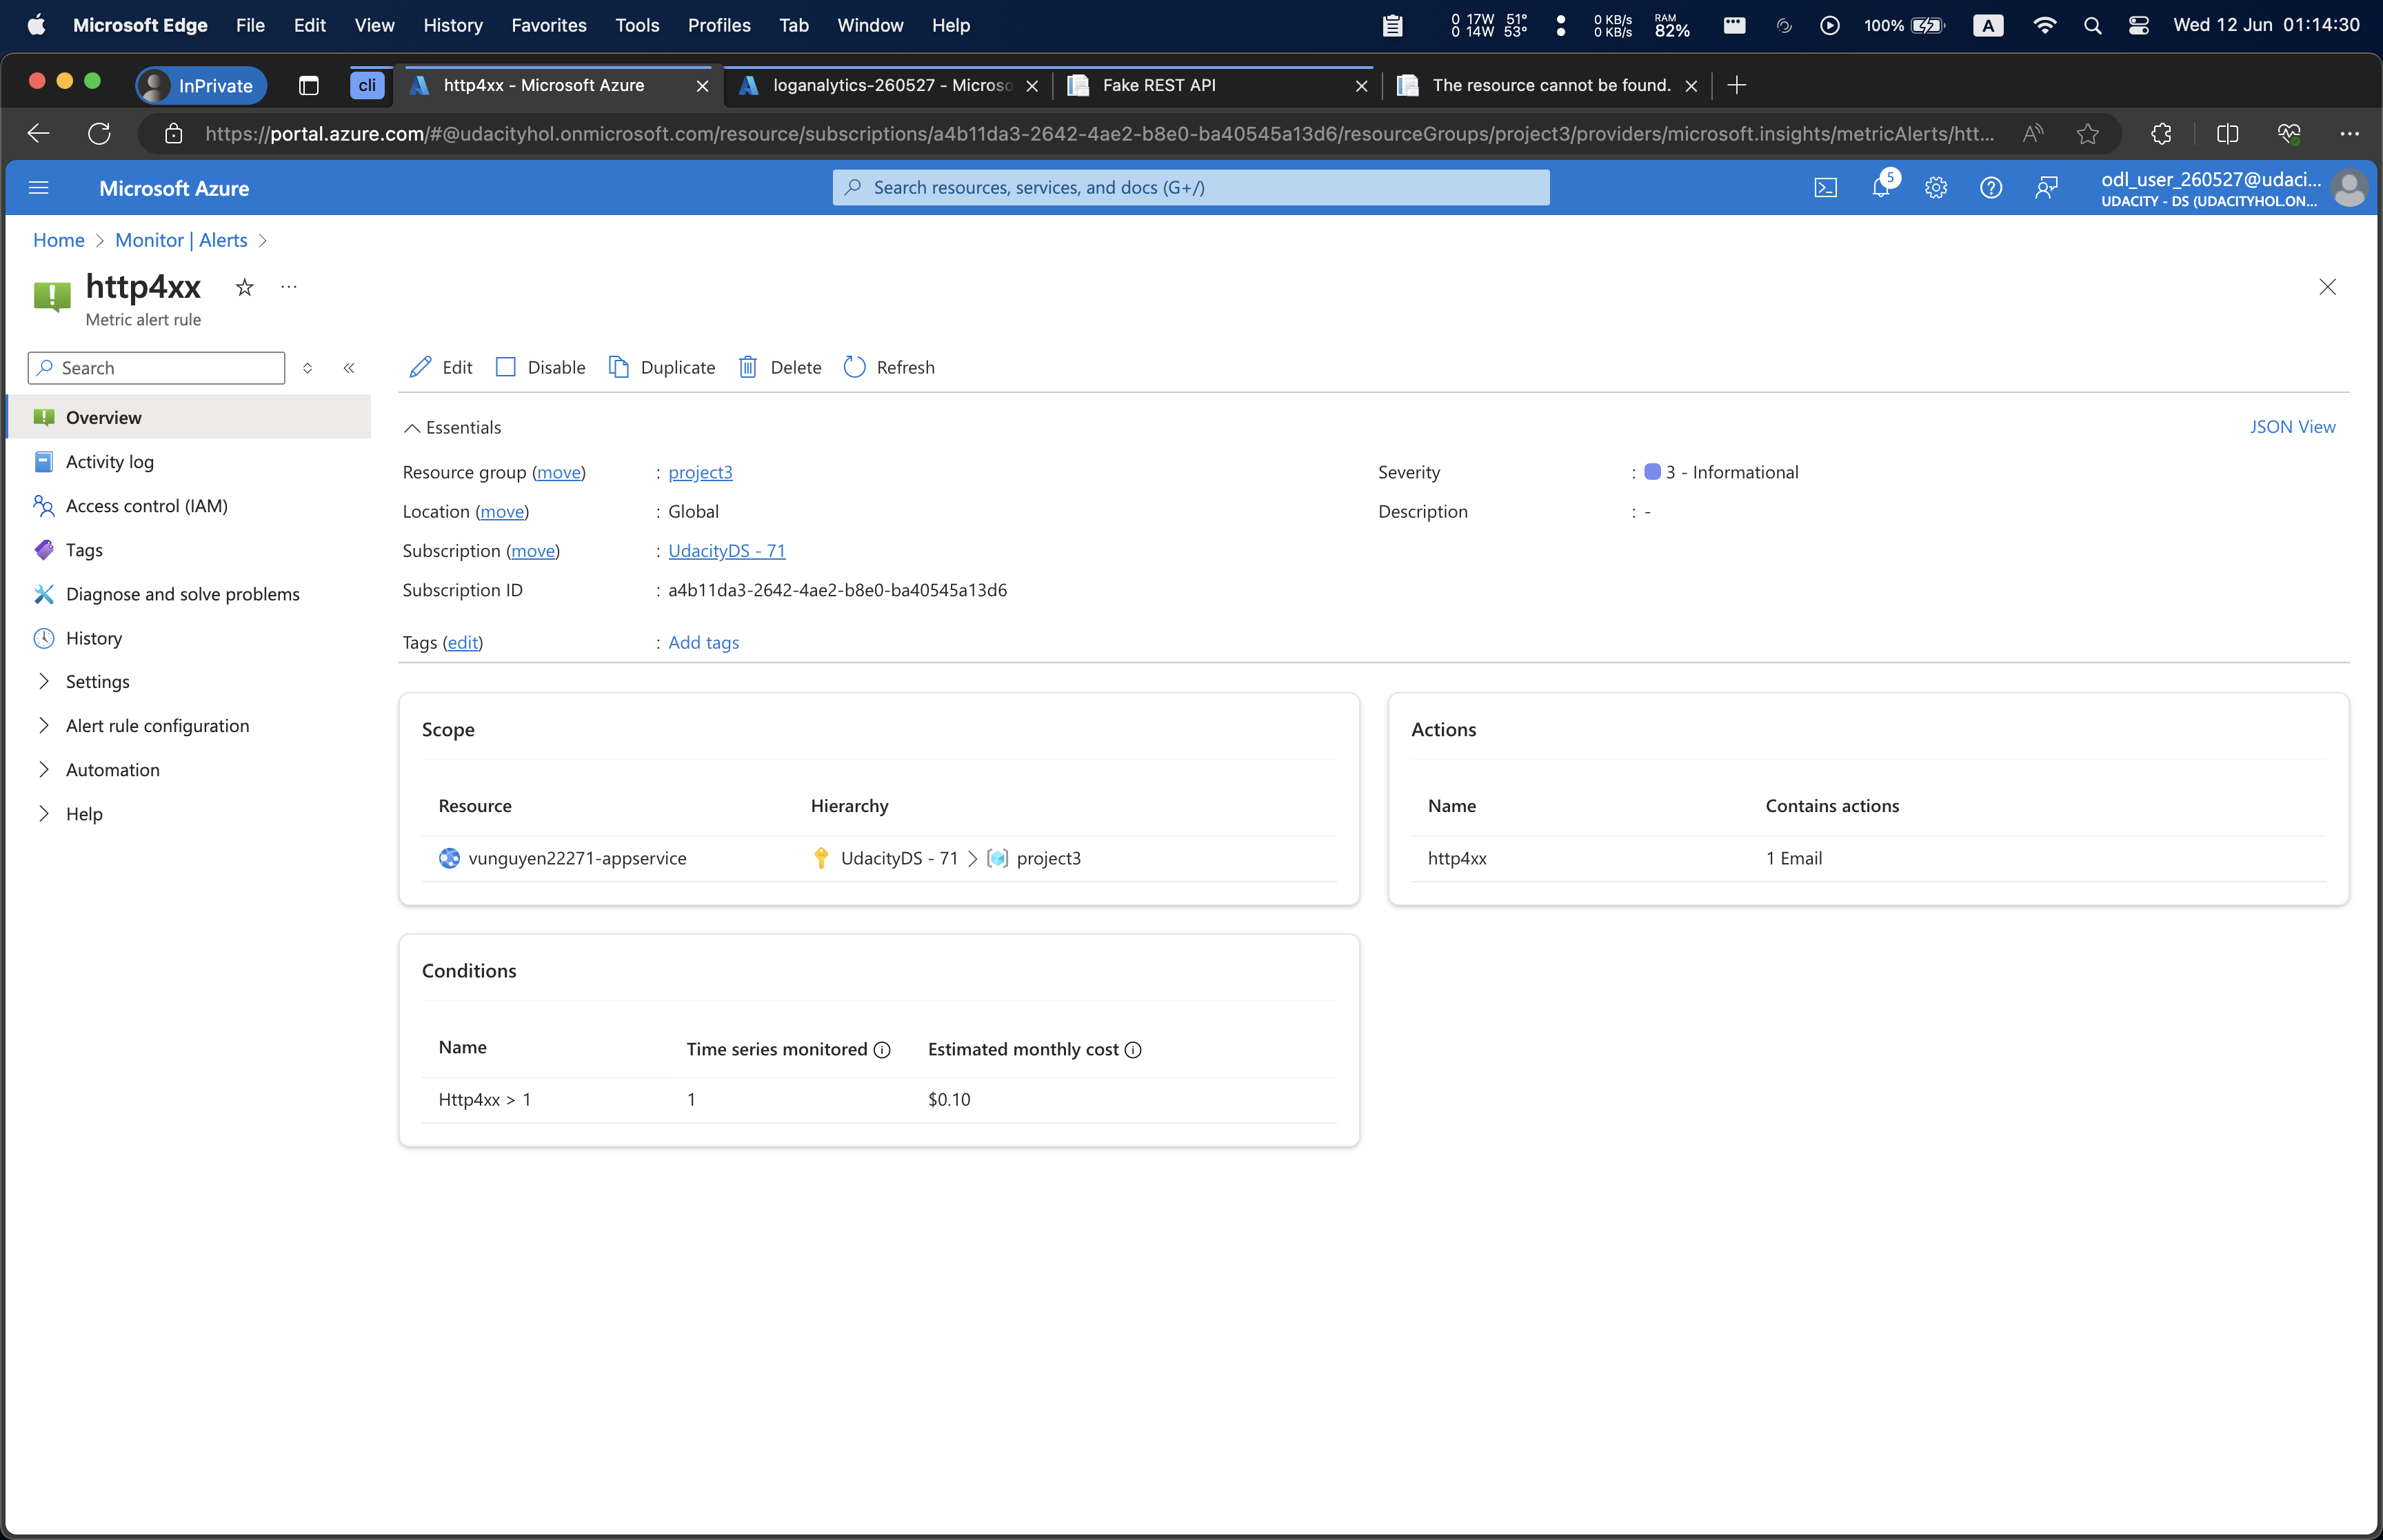 Microsoft Edge File Edit View History Favorites Tools Profiles Tab Window Help 0 17W 51° 0 KB/s RAM 100% A Wed 12 Jun 01:14:30
0 14W 53° 0 KB/s 82%
InPrivate cli http4xx - Microsoft Azure loganalytics-260527 - Microso Fake REST API The resource cannot be found.
https://portal.azure.com/#@udacityhol.onmicrosoft.com/resource/subscriptions/a4b11da3-2642-4ae2-b8e0-ba40545a13d6/resourceGroups/project3/providers/microsoft.insights/metricAlerts/htt...
Microsoft Azure Search resources, services, and docs (G+/) 5 odl_user_260527@udaci...
UDACITY - DS (UDACITYHOL.ON...
Home > Monitor | Alerts >
http4xx
Metric alert rule
Search
Edit Disable Duplicate Delete Refresh
Overview
Activity log
Access control (IAM)
Tags
Diagnose and solve problems
History
Settings
Alert rule configuration
Automation
Help
Essentials JSON View
Resource group (move) : project3
Location (move) : Global
Subscription (move) : UdacityDS - 71
Subscription ID : a4b11da3-2642-4ae2-b8e0-ba40545a13d6
Tags (edit) : Add tags
Severity : 3 - Informational
Description : -
Scope
Resource Hierarchy
vunguyen22271-appservice UdacityDS - 71 > project3
Actions
Name Contains actions
http4xx 1 Email
Conditions
Name Time series monitored Estimated monthly cost
Http4xx > 1 1 $0.10